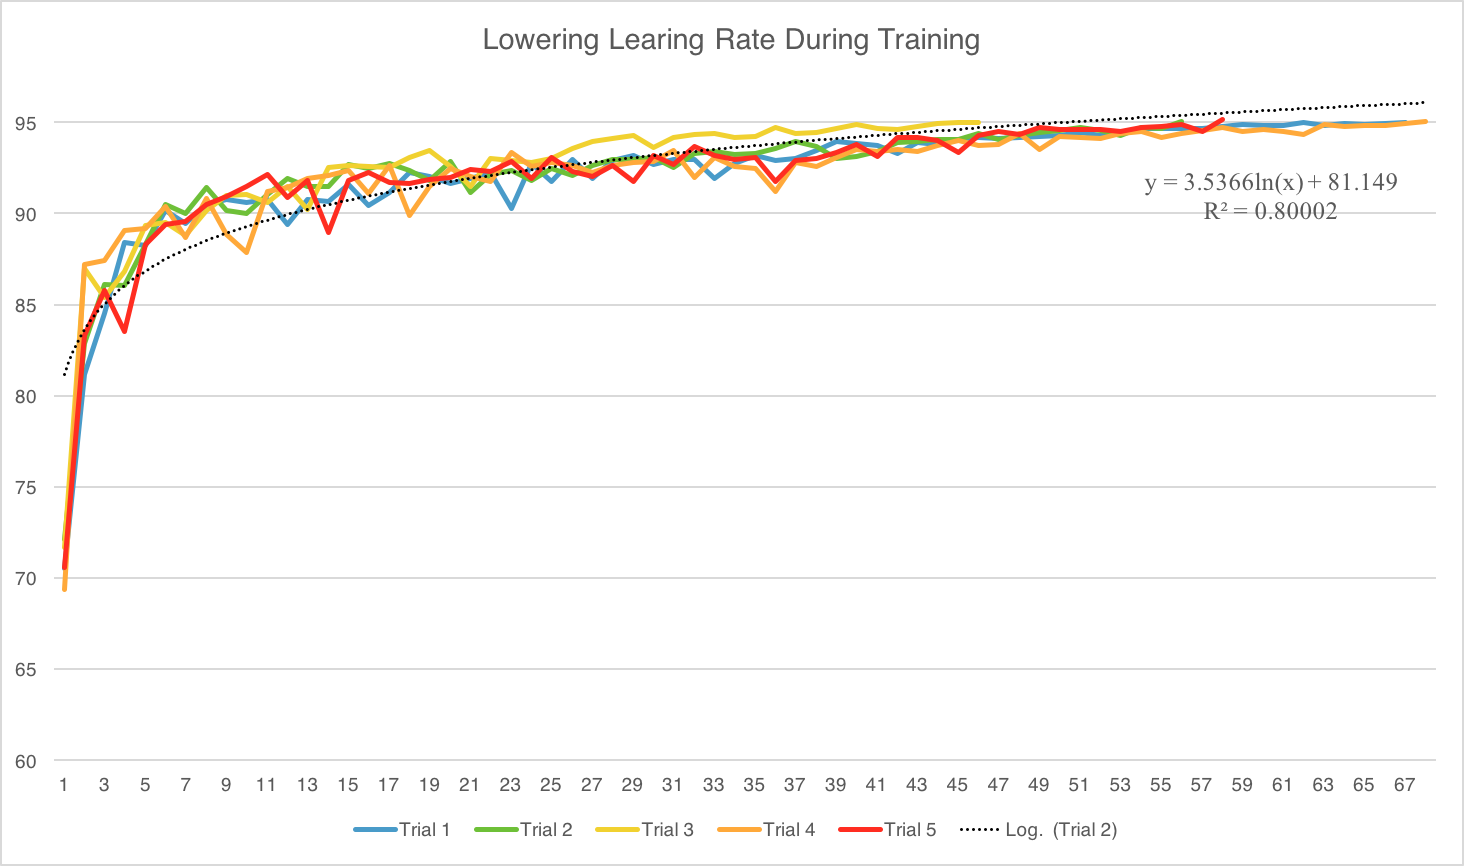 Lowering Learing Rate During Training
95
90
85
80
75
70
65
60
y = 3.5366ln(x) + 81.149
R² = 0.80002
1 3 5 7 9 11 13 15 17 19 21 23 25 27 29 31 33 35 37 39 41 43 45 47 49 51 53 55 57 59 61 63 65 67
Trial 1 Trial 2 Trial 3 Trial 4 Trial 5 Log. (Trial 2)